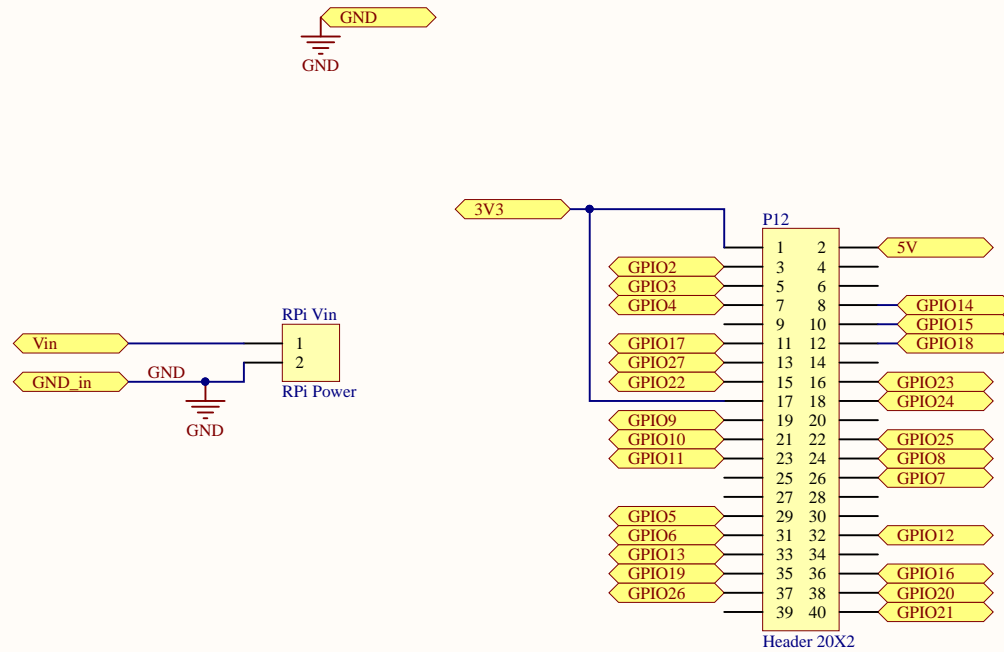 GND
GND
3V3
P12
1 2 5V
GPIO2 3 4
GPIO3 5 6
GPIO4 7 8 GPIO14
9 10 GPIO15
GPIO17 11 12 GPIO18
GPIO27 13 14
GPIO22 15 16 GPIO23
17 18 GPIO24
GPIO9 19 20
GPIO10 21 22 GPIO25
GPIO11 23 24 GPIO8
25 26 GPIO7
27 28
GPIO5 29 30
GPIO6 31 32 GPIO12
GPIO13 33 34
GPIO19 35 36 GPIO16
GPIO26 37 38 GPIO20
39 40 GPIO21
Header 20X2
RPi Vin
Vin 1
2
GND_in GND
RPi Power
GND